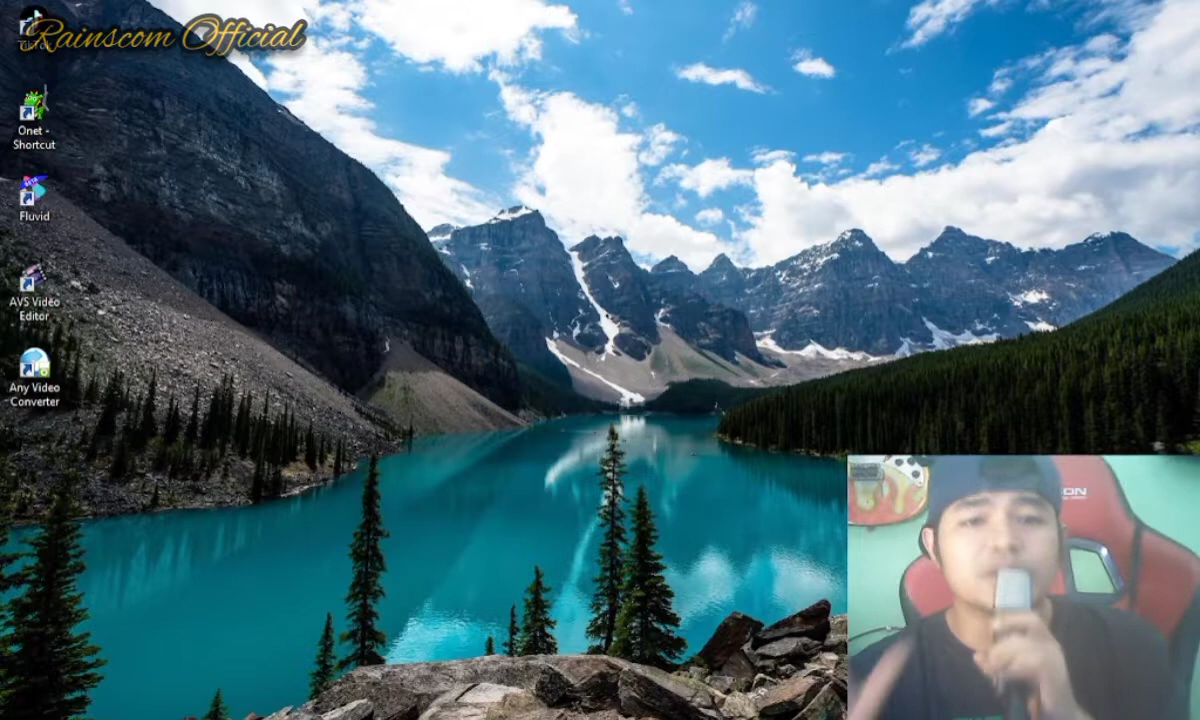 Rainscom Official
Onet -
Shortcut
Fluvid
AVS Video
Editor
Any Video
Converter